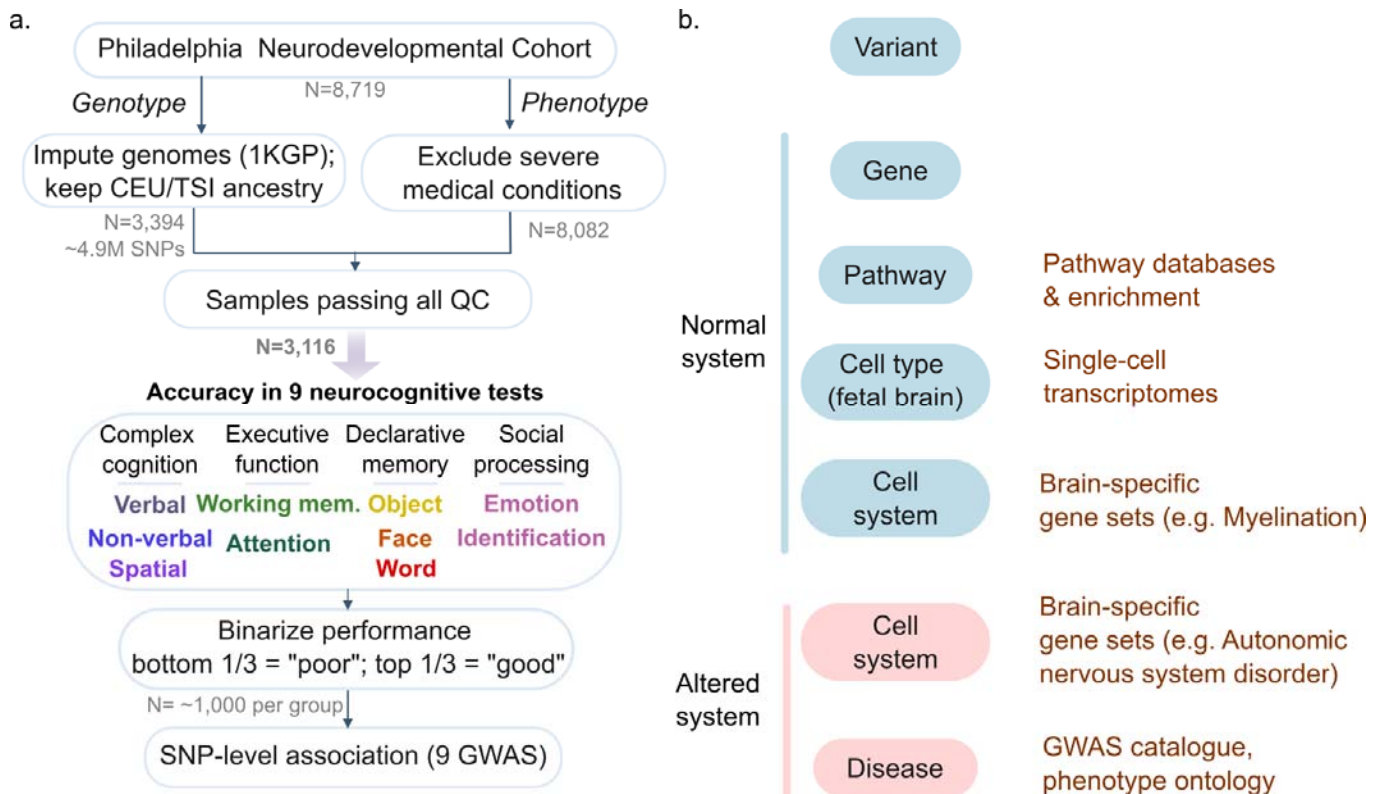 a.
Philadelphia Neurodevelopmental Cohort
N=8,719
Genotype
Phenotype
Impute genomes (1KGP);
keep CEU/TSI ancestry
Exclude severe
medical conditions
N=3,394
~4.9M SNPs
N=8,082
Samples passing all QC
N=3,116
Accuracy in 9 neurocognitive tests
Complex
cognition
Verbal
Non-verbal
Spatial
Executive
function
Working mem.
Attention
Declarative
memory
Object
Face
Word
Social
processing
Emotion
Identification
Binarize performance
bottom 1/3 = "poor"; top 1/3 = "good"
N= ~1,000 per group
SNP-level association (9 GWAS)
b.
Variant
Normal
system
Gene
Pathway
Pathway databases
& enrichment
Cell type
(fetal brain)
Single-cell
transcriptomes
Cell
system
Brain-specific
gene sets (e.g. Myelination)
Altered
system
Cell
system
Brain-specific
gene sets (e.g. Autonomic
nervous system disorder)
Disease
GWAS catalogue,
phenotype ontology